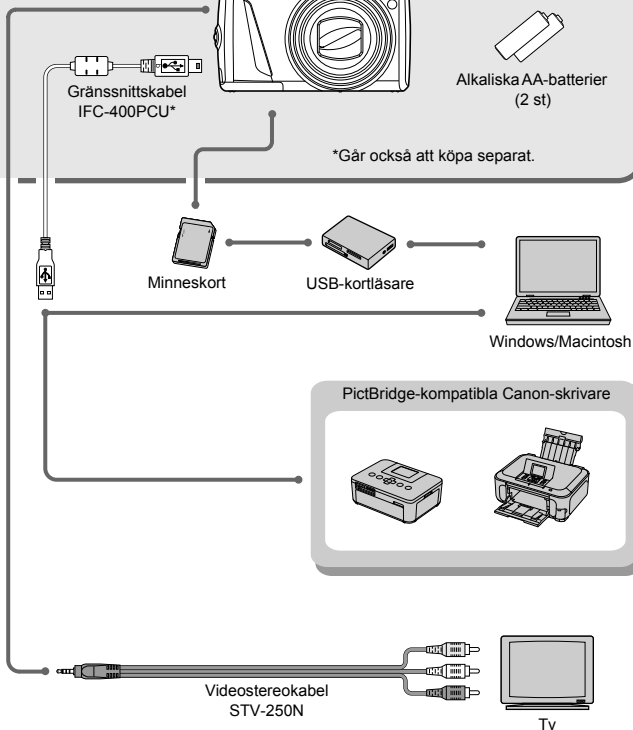 Gränssnittskabel
IFC-400PCU*
Alkaliska AA-batterier
(2 st)
*Går också att köpa separat.
Minneskort
USB-kortläsare
Windows/Macintosh
PictBridge-kompatibla Canon-skrivare
Videostereokabel
STV-250N
Tv